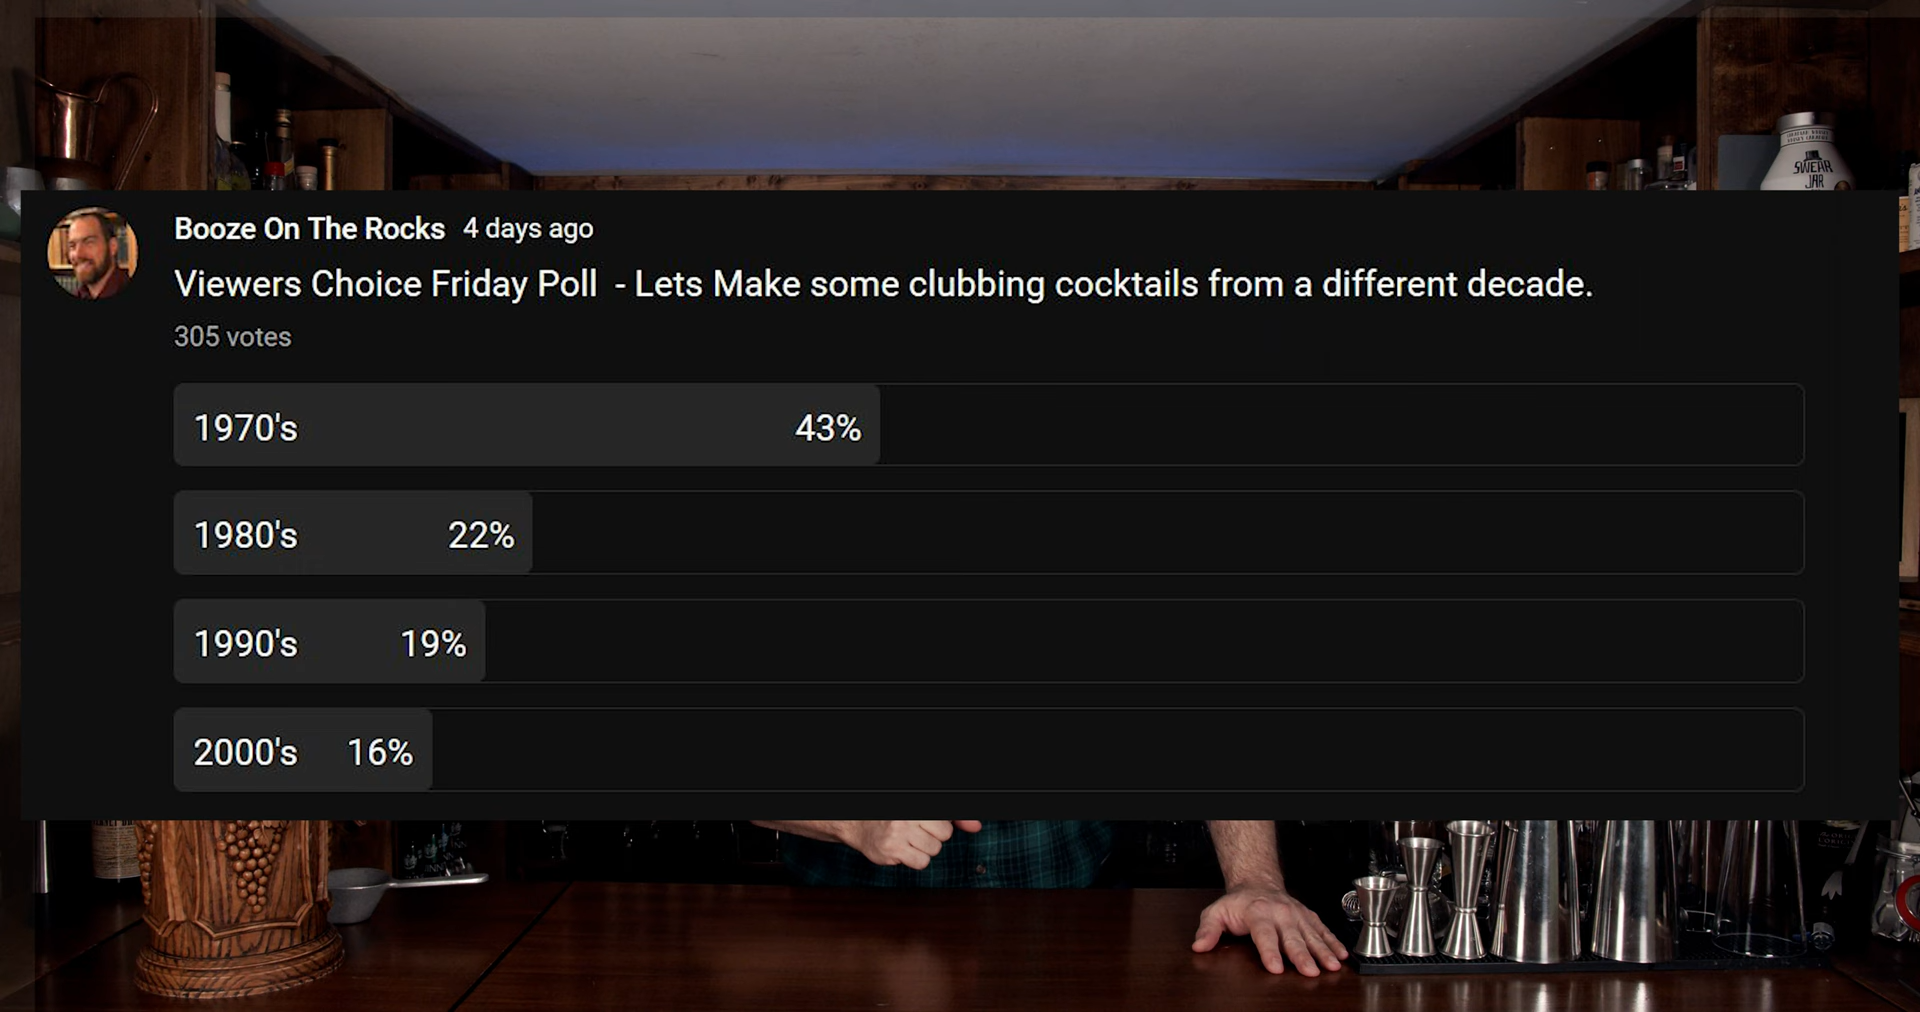 SWEAR
JAR
Booze On The Rocks 4 days ago
Viewers Choice Friday Poll - Lets Make some clubbing cocktails from a different decade.
305 votes
1970's 43%
1980's 22%
1990's 19%
2000's 16%